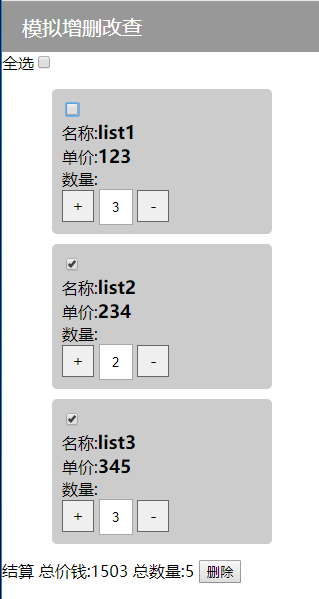 模拟增删改查
全选
名称:list1
单价:123
数量:
+ 3 -
名称:list2
单价:234
数量:
+ 2 -
名称:list3
单价:345
数量:
+ 3 -
结算 总价钱:1503 总数量:5 删除